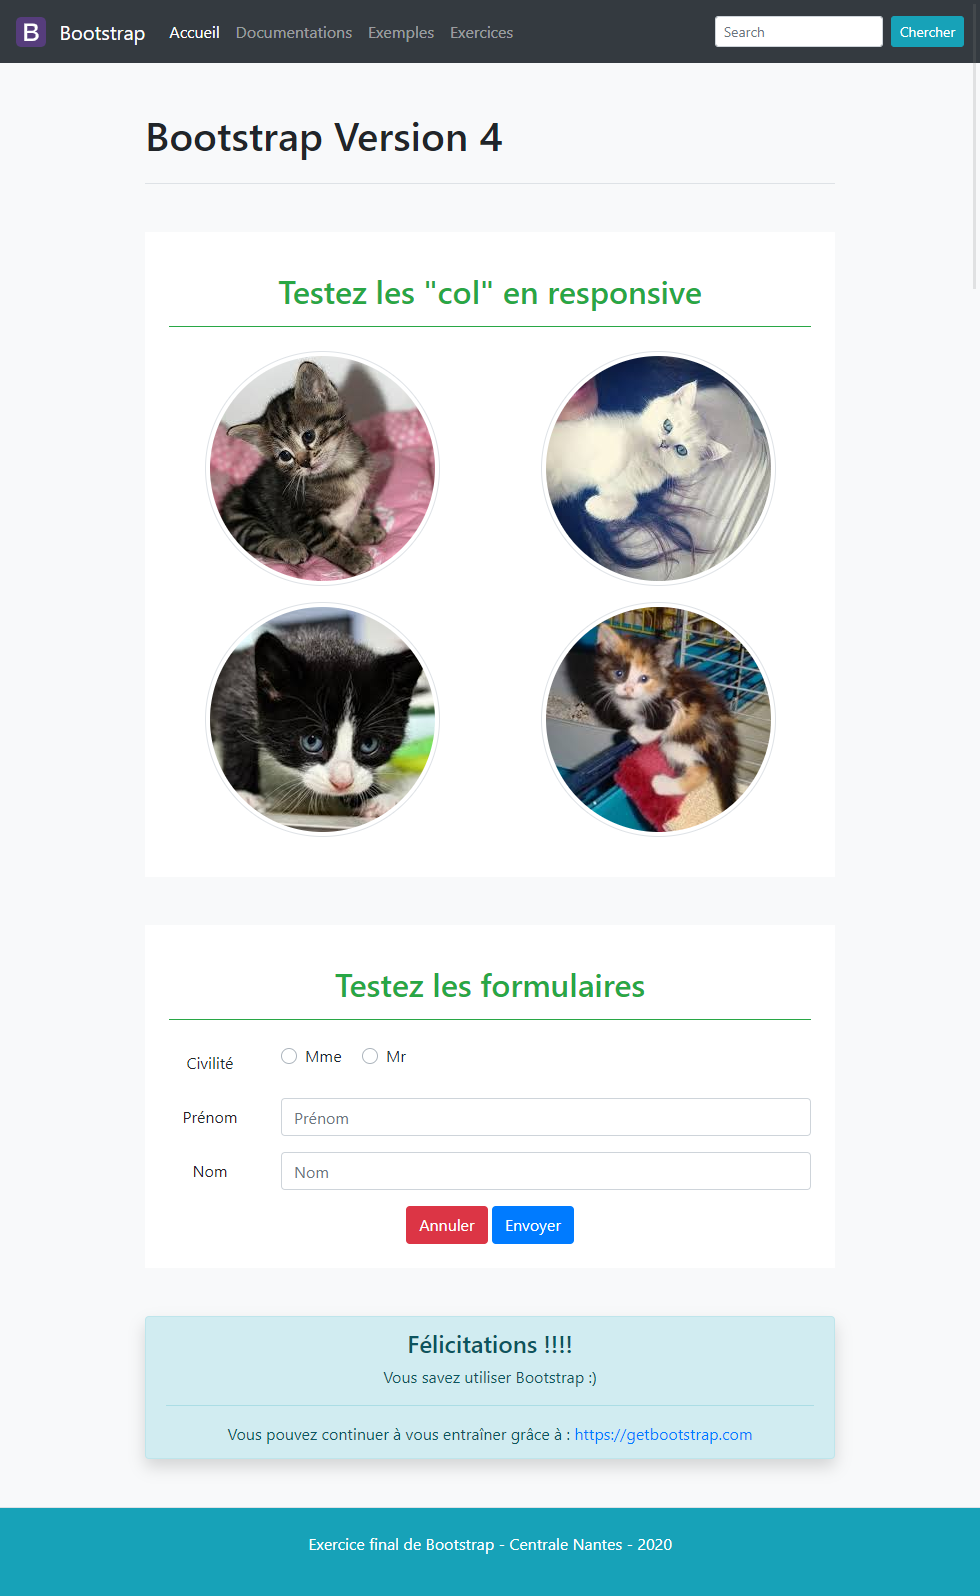 B Bootstrap Accueil Documentations Exemples Exercices Search Chercher
Bootstrap Version 4
Testez les "col" en responsive
Testez les formulaires
Civilité Mme Mr
Prénom Prénom
Nom Nom
Annuler Envoyer
Félicitations !!!!
Vous savez utiliser Bootstrap :)
Vous pouvez continuer à vous entraîner grâce à : https://getbootstrap.com
Exercice final de Bootstrap - Centrale Nantes - 2020